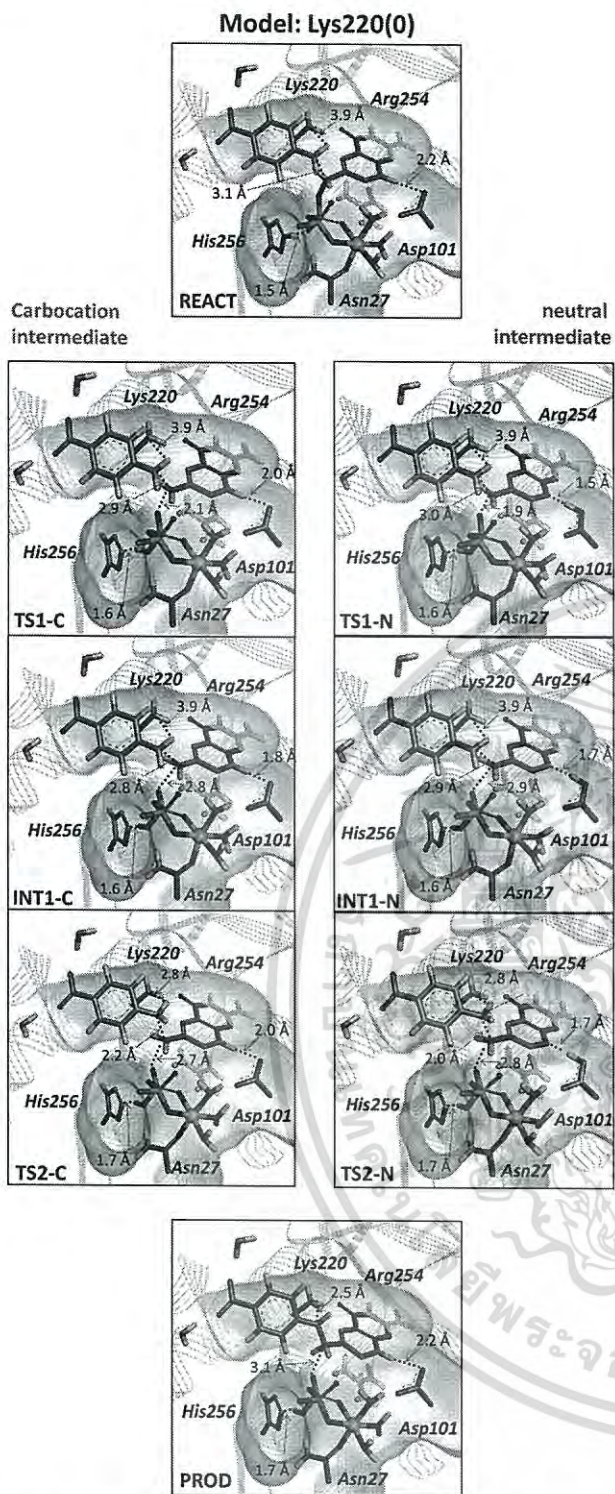 Model: Lys220(0)
Lys220
Arg254
3.9 Å
2.2 Å
3.1 Å
His256
Asp101
1.5 Å
Asn27
REACT
Carbocation
intermediate
neutral
intermediate
Lys220
Arg254
3.9 Å
2.0 Å
2.9 Å
2.1 Å
His256
Asp101
1.6 Å
Asn27
TS1-C
Lys220
Arg254
3.9 Å
1.5 Å
3.0 Å
1.9 Å
His256
Asp101
1.6 Å
Asn27
TS1-N
Lys220
Arg254
3.9 Å
1.8 Å
2.8 Å
2.8 Å
His256
Asp101
1.6 Å
Asn27
INT1-C
Lys220
Arg254
3.9 Å
1.7 Å
2.9 Å
2.9 Å
His256
Asp101
1.6 Å
Asn27
INT1-N
Lys220
Arg254
2.8 Å
2.0 Å
2.2 Å
2.7 Å
His256
Asp101
1.7 Å
Asn27
TS2-C
Lys220
Arg254
2.8 Å
1.7 Å
2.0 Å
2.8 Å
His256
Asp101
1.7 Å
Asn27
TS2-N
Lys220
Arg254
2.5 Å
2.2 Å
3.1 Å
His256
Asp101
1.7 Å
Asn27
PROD